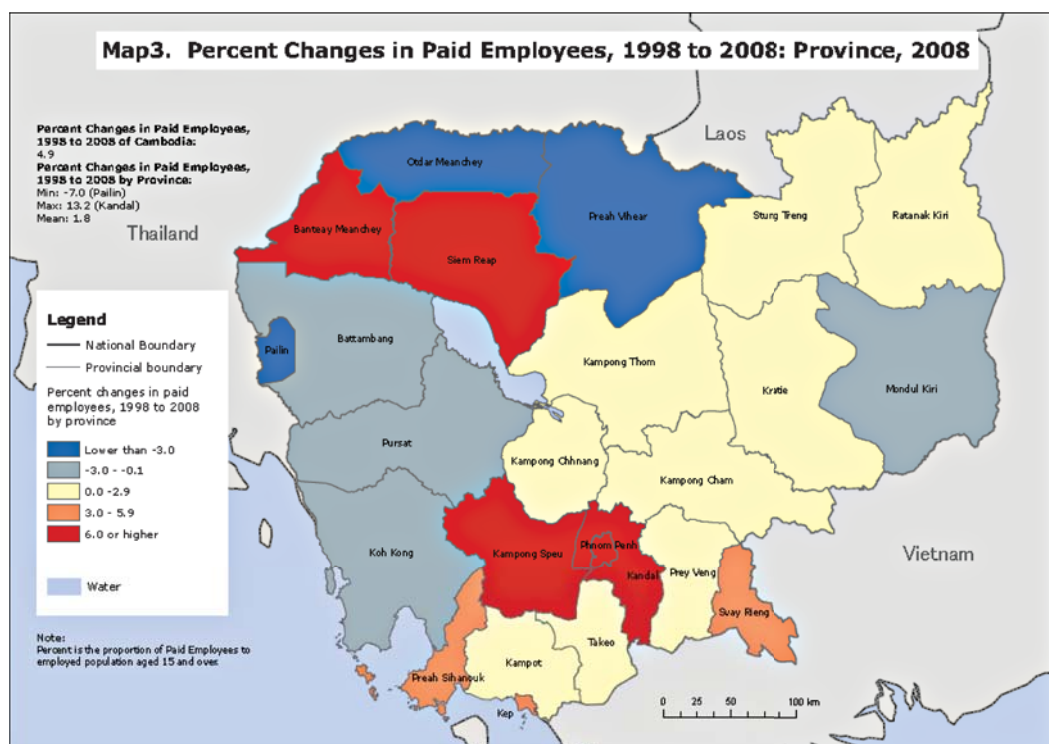 Map3. Percent Changes in Paid Employees, 1998 to 2008: Province, 2008
Percent Changes in Paid Employees,
1998 to 2008 of Cambodia:
4.9
Percent Changes in Paid Employees,
1998 to 2008 by Province:
Min: -7.0 (Pailin)
Max: 13.2 (Kandal)
Mean: 1.8
Laos
Thailand
Vietnam
Otdar Meanchey
Preah Vihear
Stung Treng
Ratanak Kiri
Banteay Meanchey
Siem Reap
Battambang
Pailin
Kampong Thom
Kratie
Mondul Kiri
Pursat
Kampong Chhnang
Kampong Cham
Koh Kong
Kampong Speu
Phnom Penh
Kandal
Prey Veng
Svay Rieng
Takeo
Kampot
Preah Sihanouk
Kep
Legend
National Boundary
Provincial boundary
Percent changes in paid
employees, 1998 to 2008
by province
Lower than -3.0
-3.0 - -0.1
0.0 -2.9
3.0 - 5.9
6.0 or higher
Water
Note:
Percent is the proportion of Paid Employees to
employed population aged 15 and over.
0 25 50 100 km